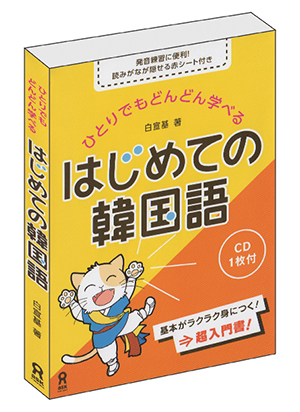 発音練習に便利!
読みがなが隠せる赤シート付き
ひとりでもどんどん学べる
白宣基 著
はじめての
韓国語
CD
1枚付
基本がラクラク身につく!
⇒超入門書!
ひとりでも
どんどん学べる
はじめての韓国語
白宣基 著
ASK